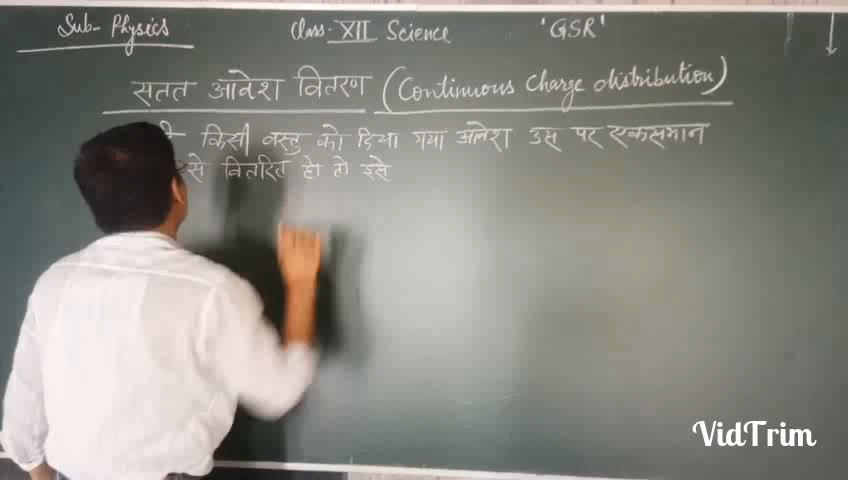 Sub- Physics Class- XII Science 'GSR'
सतत आवेश वितरण (Continuous Charge distribution)
किसी वस्तु को दिया गया आवेश उस पर एकसमान
से वितरित हो तो इसे
VidTrim